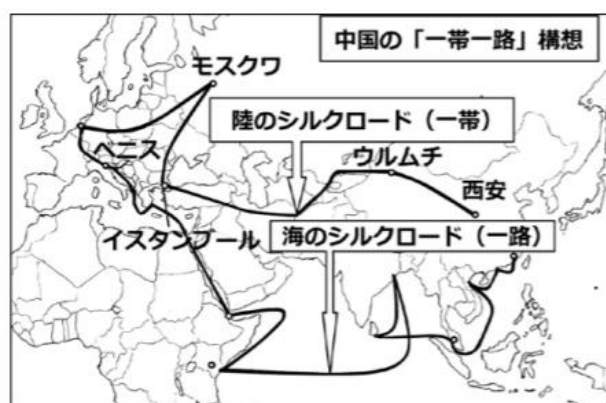 中国の「一帯一路」構想
モスクワ
陸のシルクロード（一帯）
ベニス
ウルムチ
西安
イスタンブール
海のシルクロード（一路）